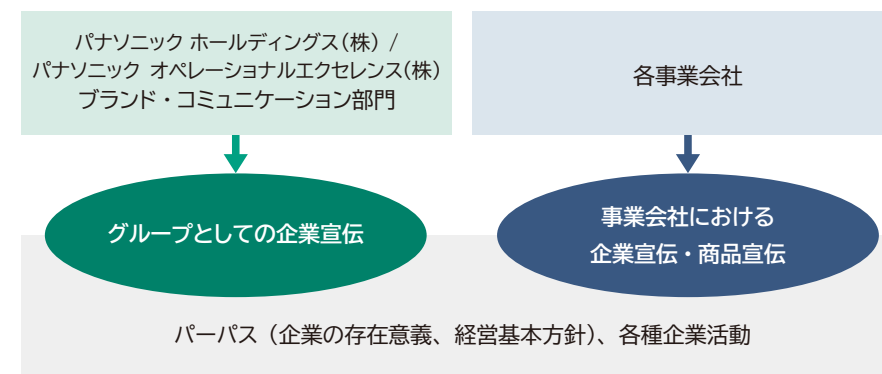 パナソニック ホールディングス(株) /
パナソニック オペレーショナルエクセレンス(株)
ブランド・コミュニケーション部門
各事業会社
グループとしての企業宣伝
事業会社における
企業宣伝・商品宣伝
パーパス（企業の存在意義、経営基本方針）、各種企業活動